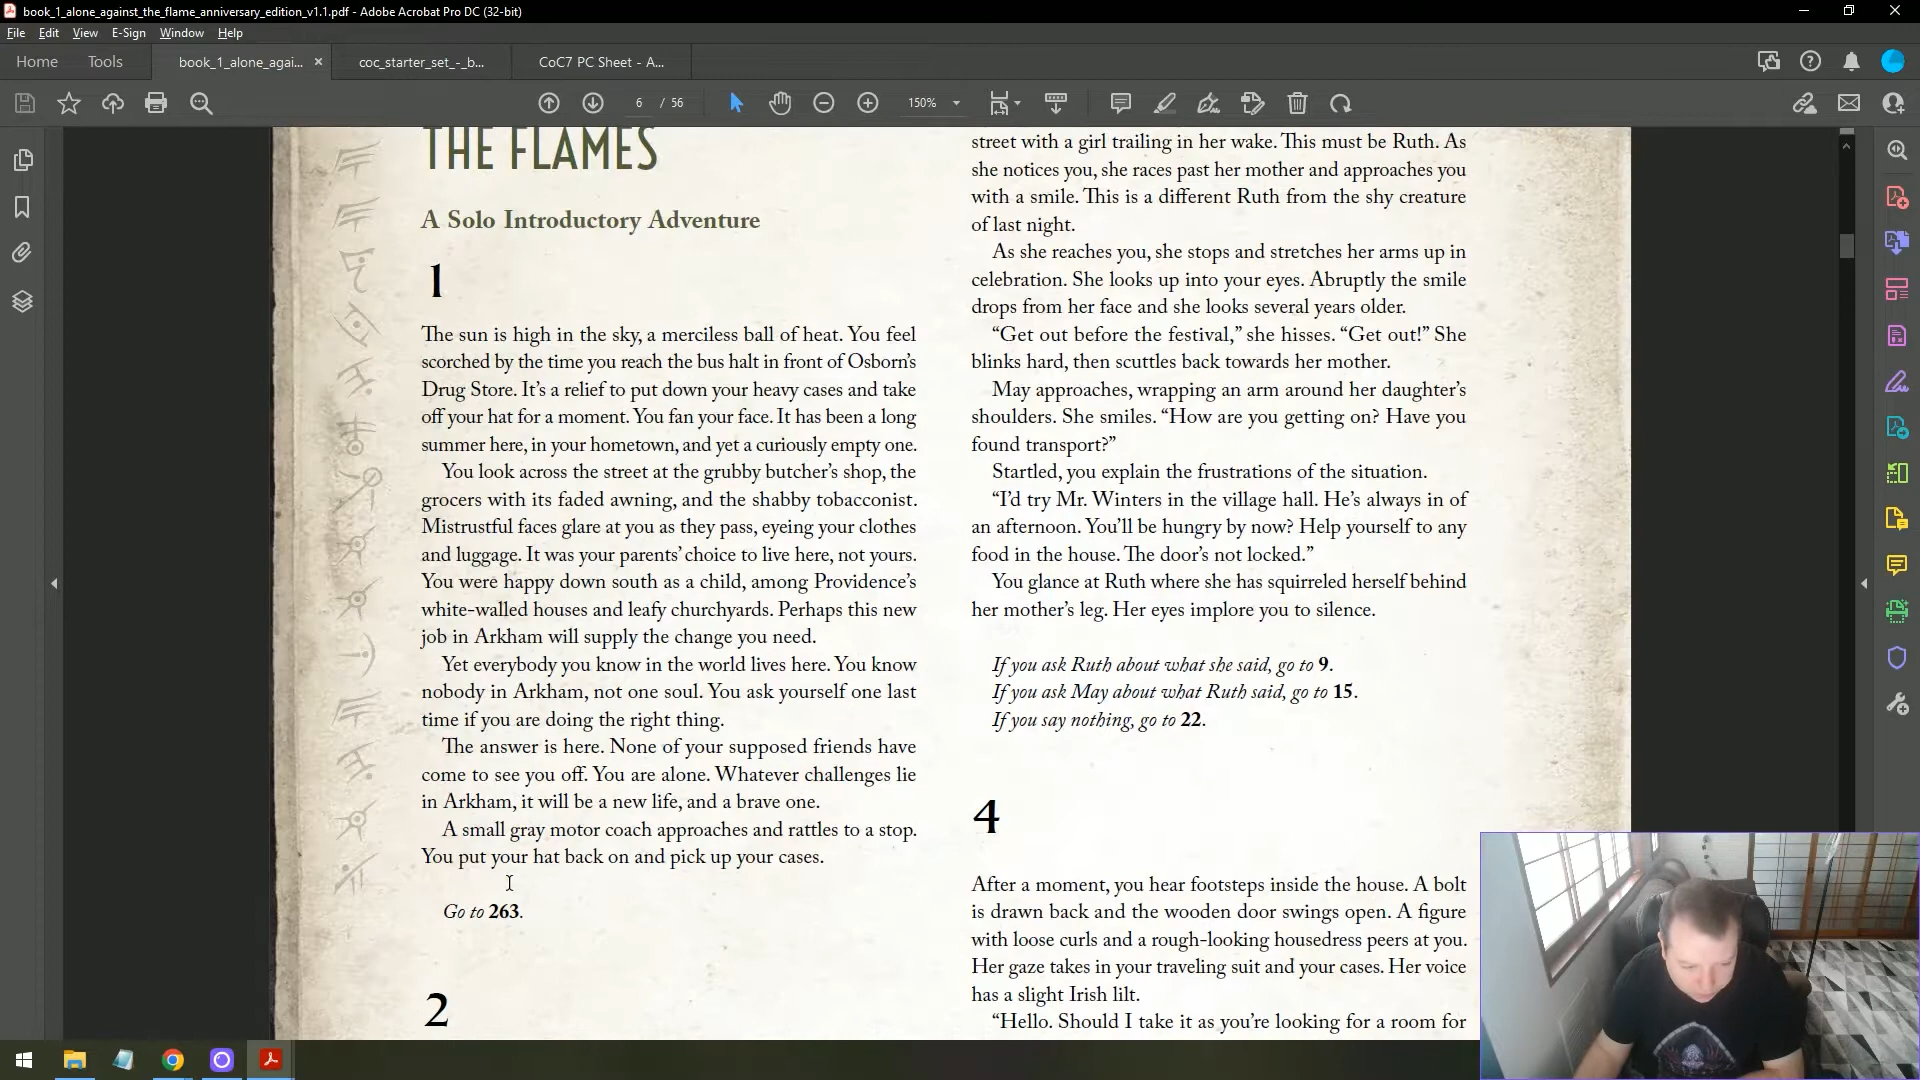 book_1_alone_against_the_flame_anniversary_edition_v1.1.pdf - Adobe Acrobat Pro DC (32-bit)
File Edit View E-Sign Window Help
Home Tools book_1_alone_agai... coc_starter_set_-_b... CoC7 PC Sheet - A...
6 / 56 150%
THE FLAMES
A Solo Introductory Adventure
1
The sun is high in the sky, a merciless ball of heat. You feel
scorched by the time you reach the bus halt in front of Osborn’s
Drug Store. It’s a relief to put down your heavy cases and take
off your hat for a moment. You fan your face. It has been a long
summer here, in your hometown, and yet a curiously empty one.
You look across the street at the grubby butcher’s shop, the
grocers with its faded awning, and the shabby tobacconist.
Mistrustful faces glare at you as they pass, eyeing your clothes
and luggage. It was your parents’ choice to live here, not yours.
You were happy down south as a child, among Providence’s
white-walled houses and leafy churchyards. Perhaps this new
job in Arkham will supply the change you need.
Yet everybody you know in the world lives here. You know
nobody in Arkham, not one soul. You ask yourself one last
time if you are doing the right thing.
The answer is here. None of your supposed friends have
come to see you off. You are alone. Whatever challenges lie
in Arkham, it will be a new life, and a brave one.
A small gray motor coach approaches and rattles to a stop.
You put your hat back on and pick up your cases.
Go to 263.
2
street with a girl trailing in her wake. This must be Ruth. As
she notices you, she races past her mother and approaches you
with a smile. This is a different Ruth from the shy creature
of last night.
As she reaches you, she stops and stretches her arms up in
celebration. She looks up into your eyes. Abruptly the smile
drops from her face and she looks several years older.
“Get out before the festival,” she hisses. “Get out!” She
blinks hard, then scuttles back towards her mother.
May approaches, wrapping an arm around her daughter’s
shoulders. She smiles. “How are you getting on? Have you
found transport?”
Startled, you explain the frustrations of the situation.
“I’d try Mr. Winters in the village hall. He’s always in of
an afternoon. You’ll be hungry by now? Help yourself to any
food in the house. The door’s not locked.”
You glance at Ruth where she has squirreled herself behind
her mother’s leg. Her eyes implore you to silence.
If you ask Ruth about what she said, go to 9.
If you ask May about what Ruth said, go to 15.
If you say nothing, go to 22.
4
After a moment, you hear footsteps inside the house. A bolt
is drawn back and the wooden door swings open. A figure
with loose curls and a rough-looking housedress peers at you.
Her gaze takes in your traveling suit and your cases. Her voice
has a slight Irish lilt.
“Hello. Should I take it as you’re looking for a room for